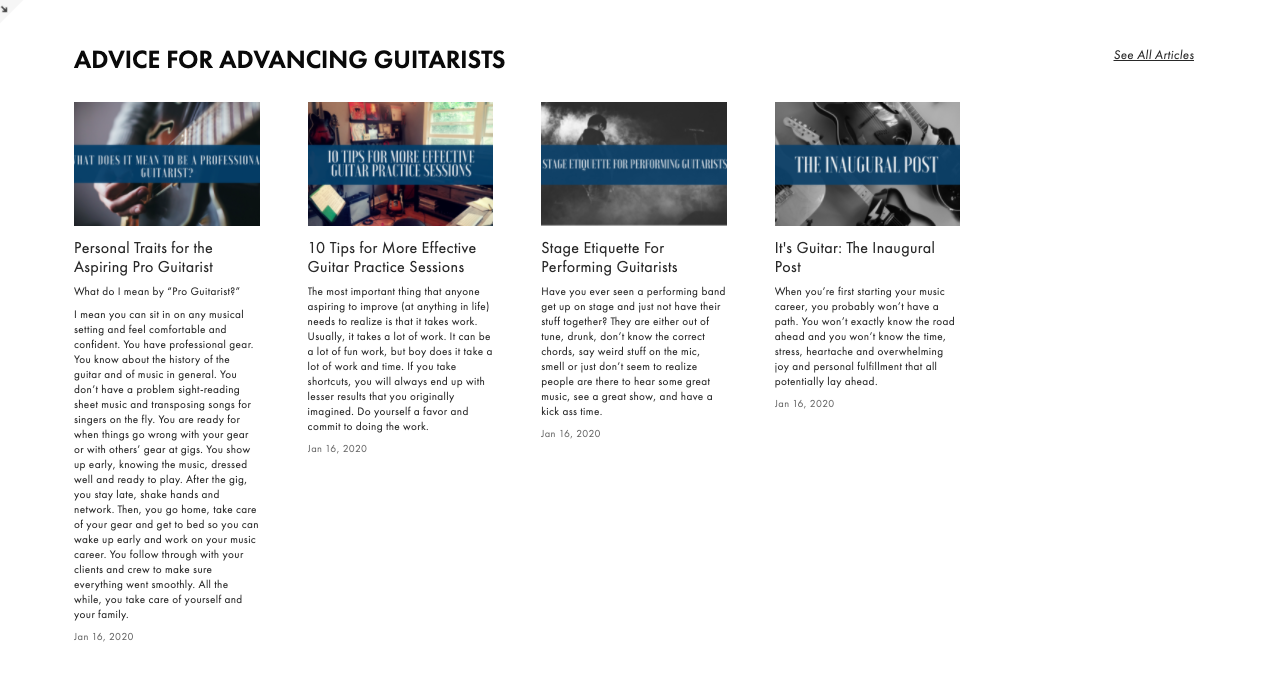 ADVICE FOR ADVANCING GUITARISTS
See All Articles
WHAT DOES IT MEAN TO BE A PROFESSIONA
GUITARIST?
Personal Traits for the
Aspiring Pro Guitarist
What do I mean by “Pro Guitarist?”
I mean you can sit in on any musical
setting and feel comfortable and
confident. You have professional gear.
You know about the history of the
guitar and of music in general. You
don’t have a problem sight-reading
sheet music and transposing songs for
singers on the fly. You are ready for
when things go wrong with your gear
or with others’ gear at gigs. You show
up early, knowing the music, dressed
well and ready to play. After the gig,
you stay late, shake hands and
network. Then, you go home, take care
of your gear and get to bed so you can
wake up early and work on your music
career. You follow through with your
clients and crew to make sure
everything went smoothly. All the
while, you take care of yourself and
your family.
Jan 16, 2020
10 TIPS FOR MORE EFFECTIVE
GUITAR PRACTICE SESSIONS
10 Tips for More Effective
Guitar Practice Sessions
The most important thing that anyone
aspiring to improve (at anything in life)
needs to realize is that it takes work.
Usually, it takes a lot of work. It can be
a lot of fun work, but boy does it take a
lot of work and time. If you take
shortcuts, you will always end up with
lesser results that you originally
imagined. Do yourself a favor and
commit to doing the work.
Jan 16, 2020
STAGE ETIQUETTE FOR PERFORMING GUITARISTS
Stage Etiquette For
Performing Guitarists
Have you ever seen a performing band
get up on stage and just not have their
stuff together? They are either out of
tune, drunk, don’t know the correct
chords, say weird stuff on the mic,
smell or just don’t seem to realize
people are there to hear some great
music, see a great show, and have a
kick ass time.
Jan 16, 2020
THE INAUGURAL POST
It's Guitar: The Inaugural
Post
When you’re first starting your music
career, you probably won’t have a
path. You won’t exactly know the road
ahead and you won’t know the time,
stress, heartache and overwhelming
joy and personal fulfillment that all
potentially lay ahead.
Jan 16, 2020